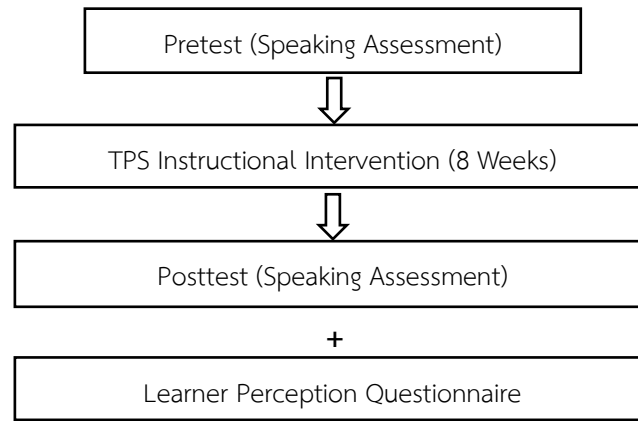 Pretest (Speaking Assessment)
TPS Instructional Intervention (8 Weeks)
Posttest (Speaking Assessment)
+
Learner Perception Questionnaire